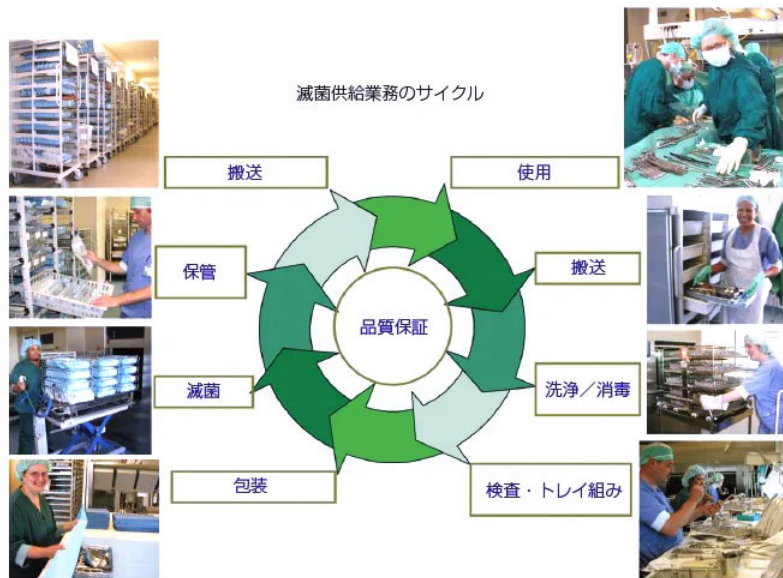 滅菌供給業務のサイクル
搬送
使用
保管
搬送
品質保証
滅菌
洗浄／消毒
包装
検査・トレイ組み